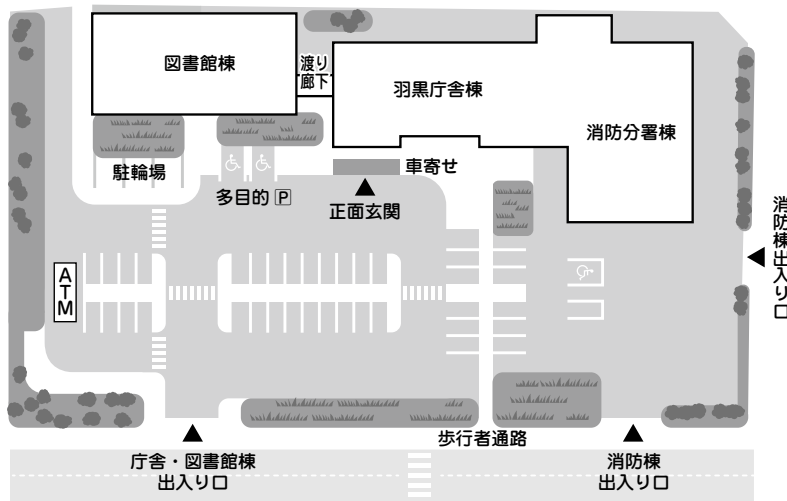 図書館棟
渡り
廊下
羽黒庁舎棟
消防分署棟
駐輪場
多目的 P
車寄せ
正面玄関
消防棟出入り口
ATM
歩行者通路
庁舎・図書館棟
出入り口
消防棟
出入り口